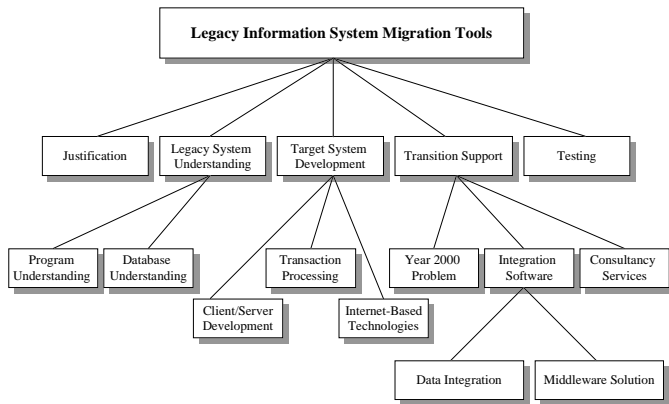 Legacy Information System Migration Tools
Justification
Legacy System
Understanding
Target System
Development
Transition Support
Testing
Program
Understanding
Database
Understanding
Transaction
Processing
Year 2000
Problem
Integration
Software
Consultancy
Services
Client/Server
Development
Internet-Based
Technologies
Data Integration
Middleware Solution